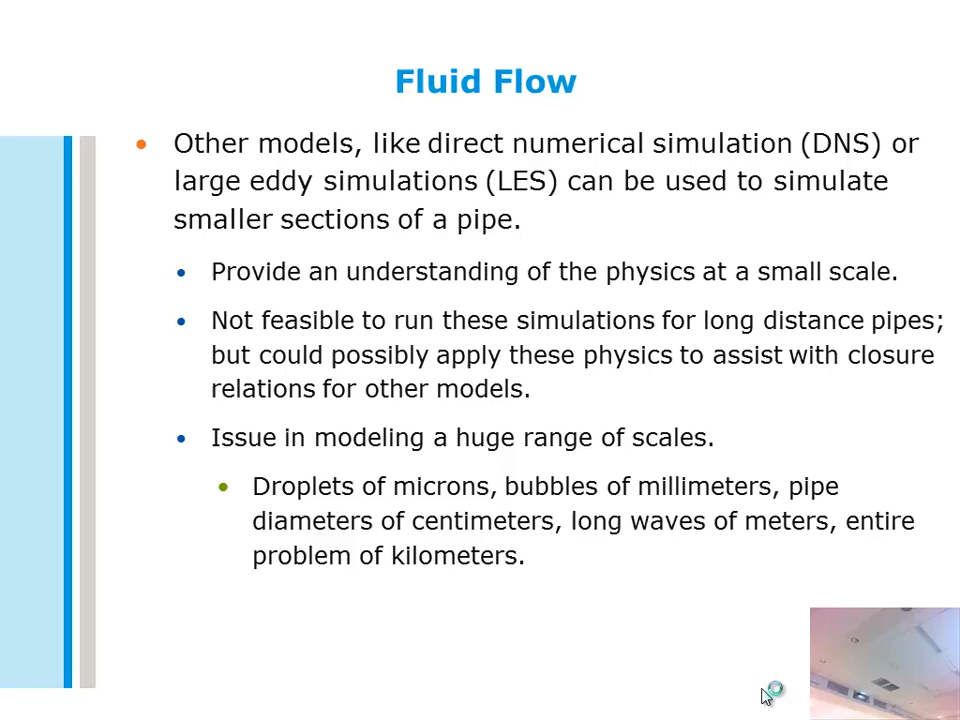 Fluid Flow
Other models, like direct numerical simulation (DNS) or
large eddy simulations (LES) can be used to simulate
smaller sections of a pipe.
Provide an understanding of the physics at a small scale.
Not feasible to run these simulations for long distance pipes;
but could possibly apply these physics to assist with closure
relations for other models.
Issue in modeling a huge range of scales.
Droplets of microns, bubbles of millimeters, pipe
diameters of centimeters, long waves of meters, entire
problem of kilometers.